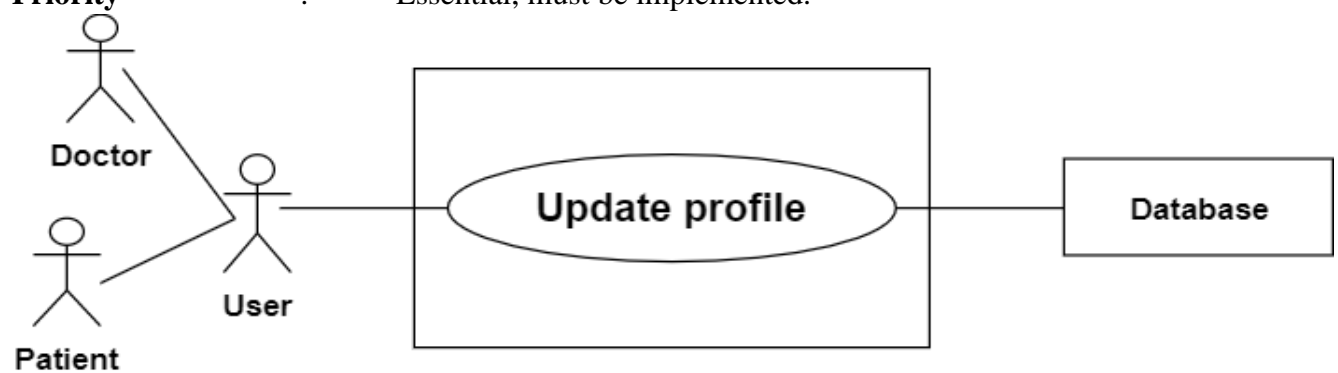 Priority : Essential, must be implemented.
Doctor
Update profile
Database
User
Patient